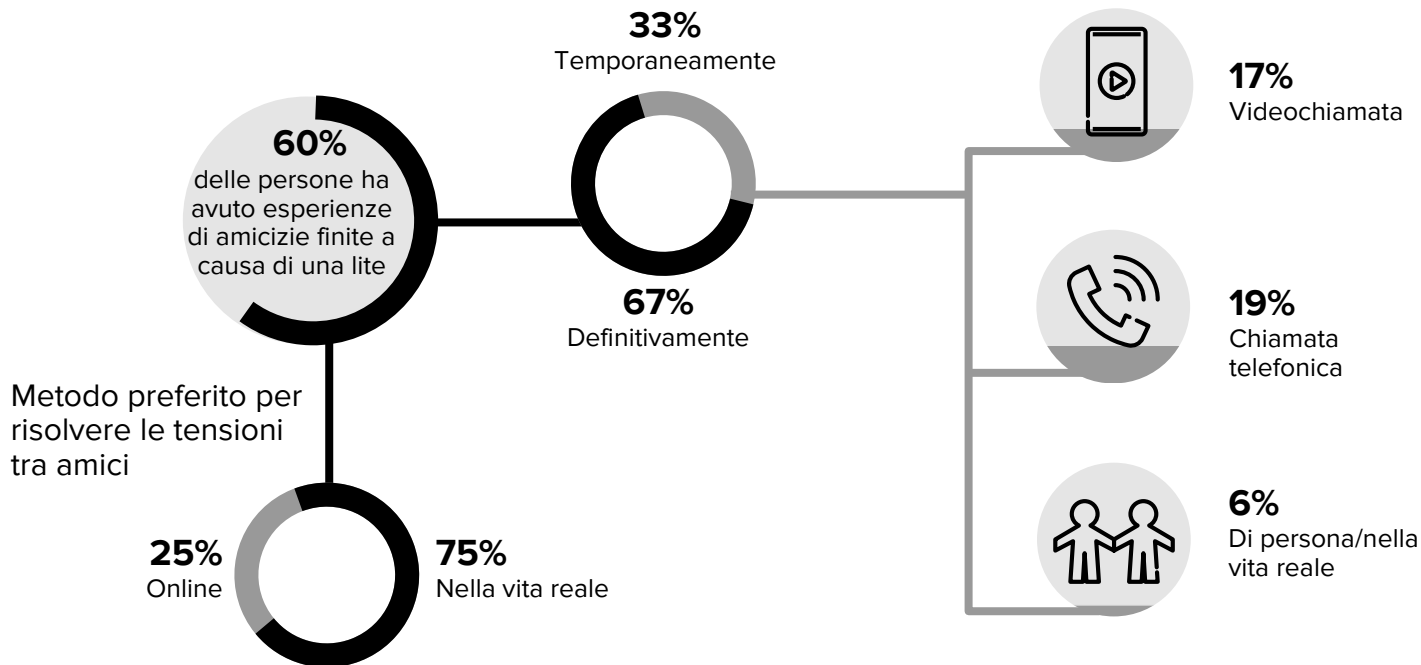 60%
delle persone ha
avuto esperienze
di amicizie finite a
causa di una lite
33%
Temporaneamente
67%
Definitivamente
17%
Videochiamata
19%
Chiamata
telefonica
6%
Di persona/nella
vita reale
Metodo preferito per
risolvere le tensioni
tra amici
25%
Online
75%
Nella vita reale